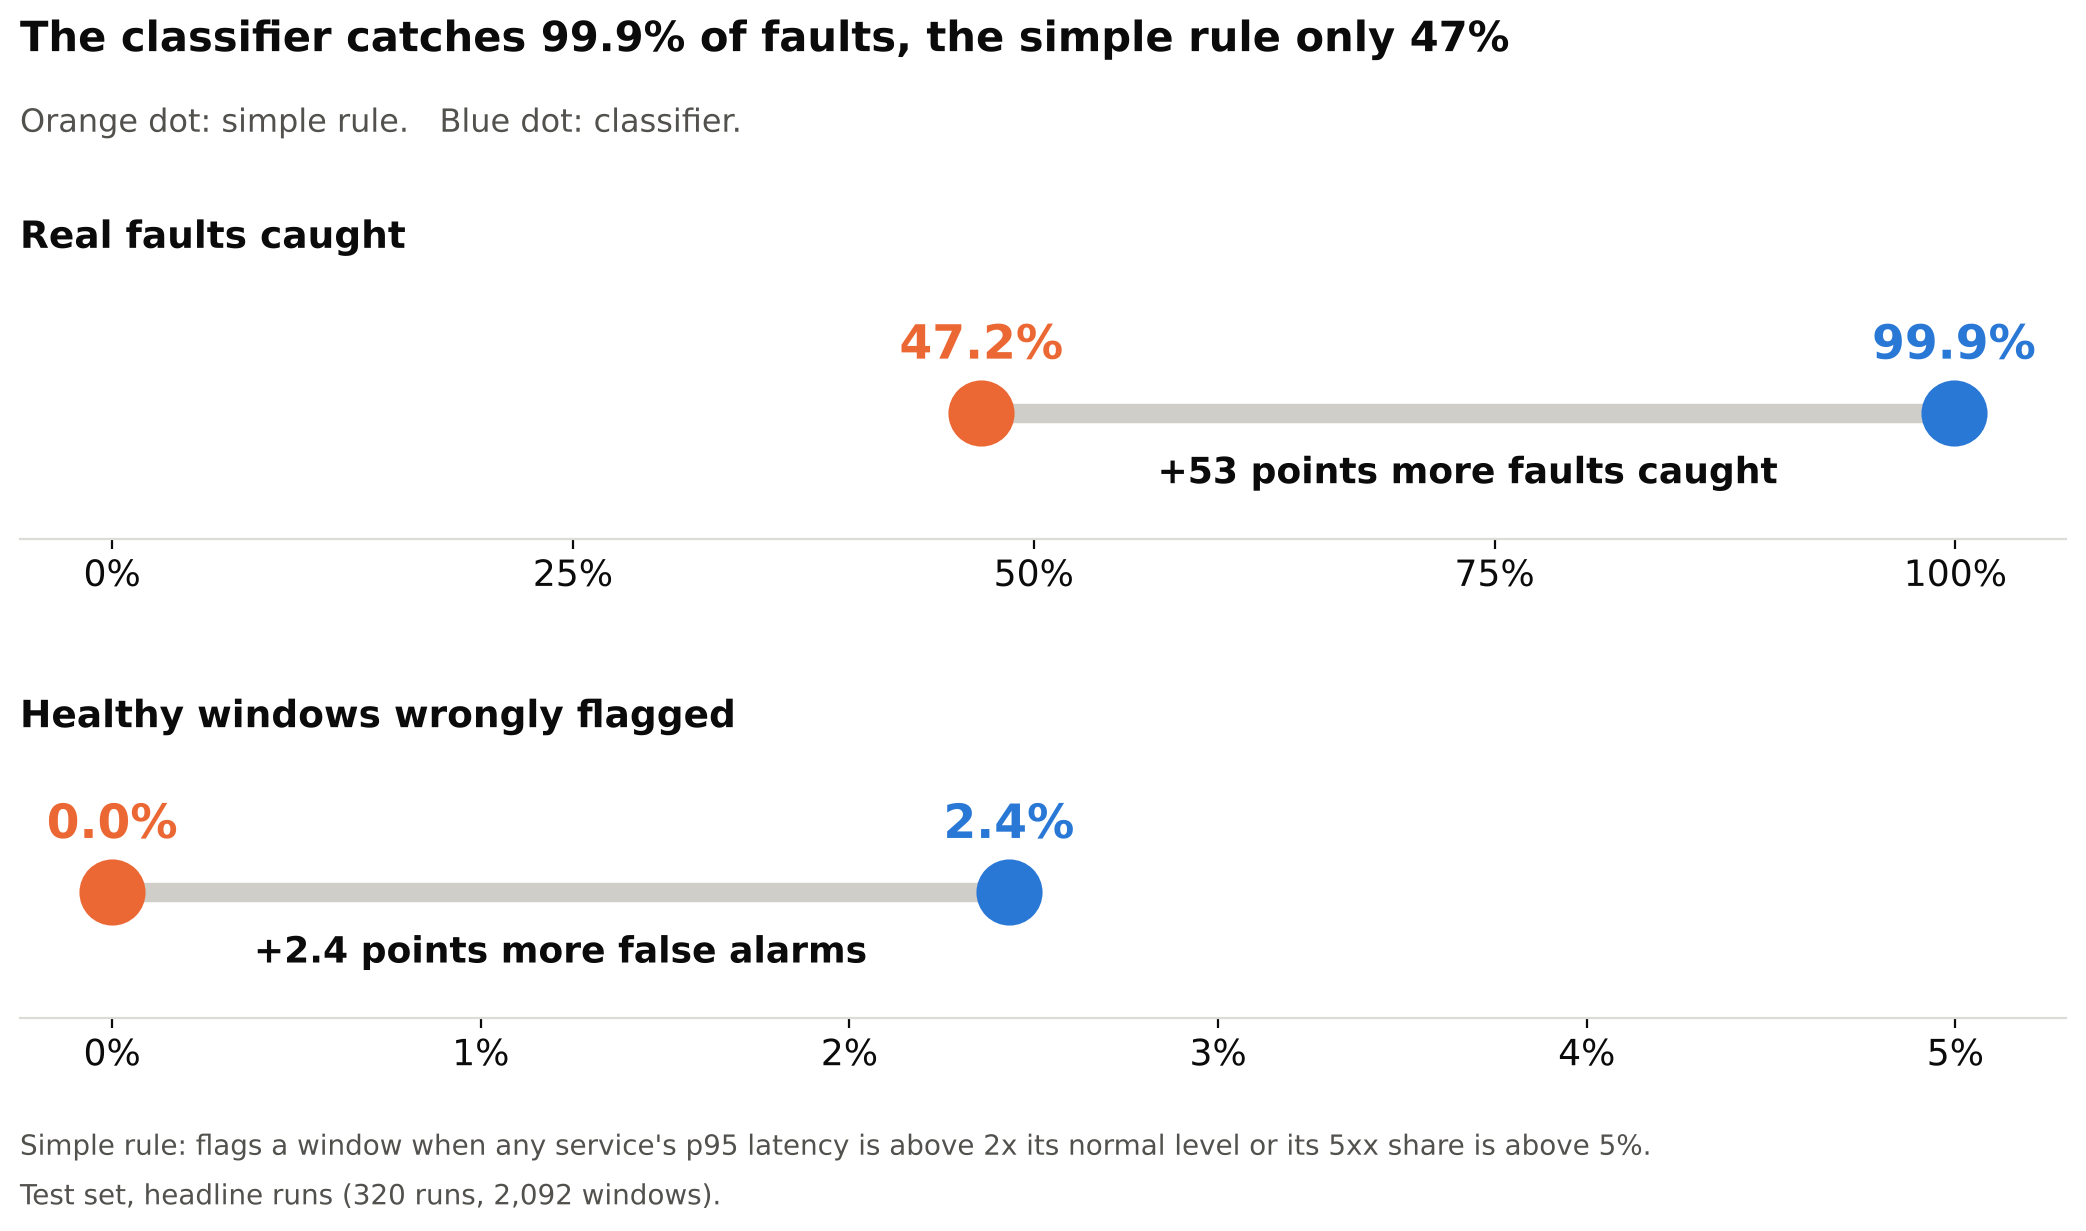 The classifier catches 99.9% of faults, the simple rule only 47%
Orange dot: simple rule. Blue dot: classifier.
Real faults caught
47.2% 99.9%
+53 points more faults caught
0% 25% 50% 75% 100%
Healthy windows wrongly flagged
0.0% 2.4%
+2.4 points more false alarms
0% 1% 2% 3% 4% 5%
Simple rule: flags a window when any service's p95 latency is above 2x its normal level or its 5xx share is above 5%.
Test set, headline runs (320 runs, 2,092 windows).